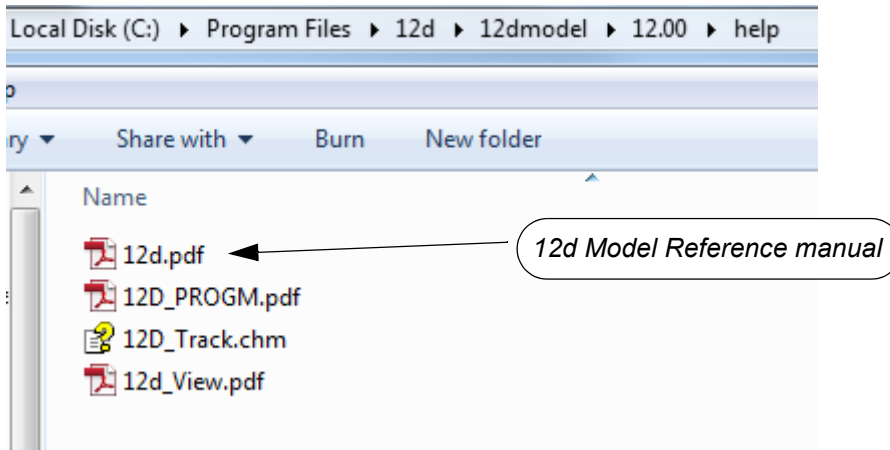 Local Disk (C:) ▸ Program Files ▸ 12d ▸ 12dmodel ▸ 12.00 ▸ help
p
ry ▾ Share with ▾ Burn New folder
Name
12d.pdf
12d Model Reference manual
12D_PROGM.pdf
12D_Track.chm
12d_View.pdf